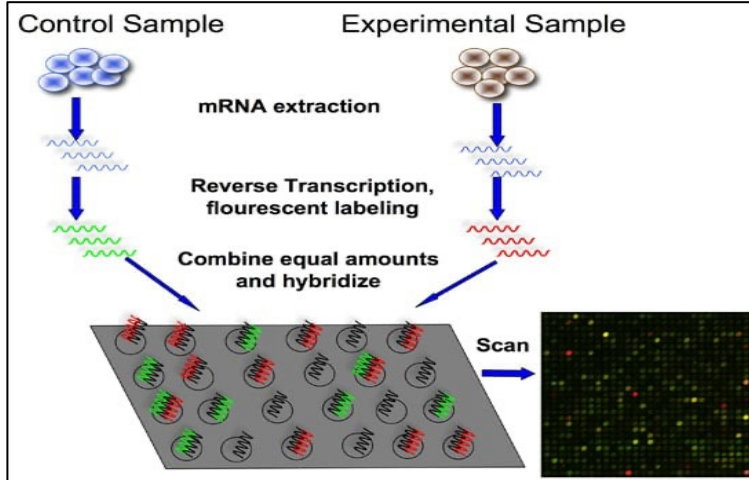 Control Sample
Experimental Sample
mRNA extraction
Reverse Transcription,
flourescent labeling
Combine equal amounts
and hybridize
Scan